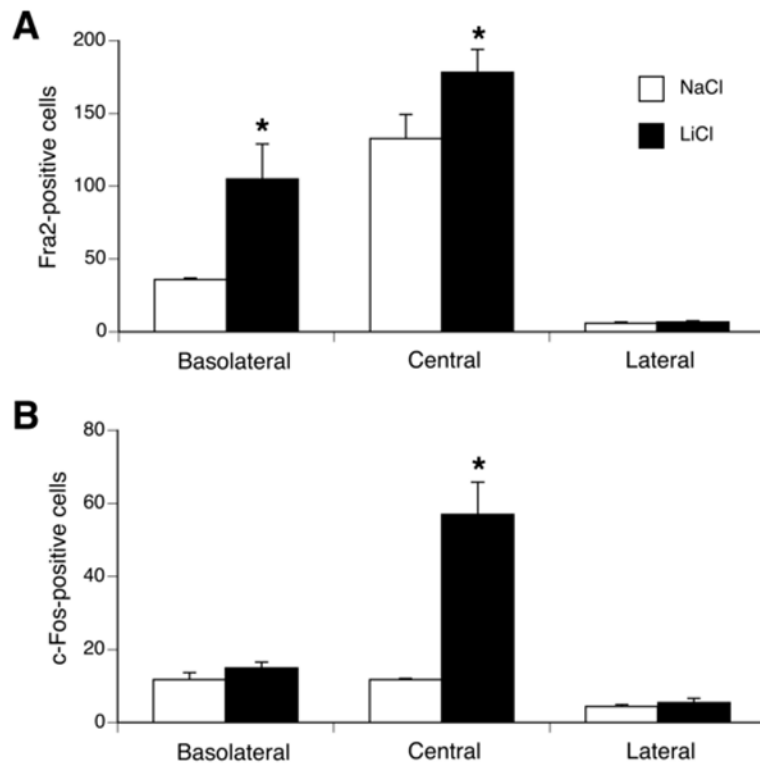 A
200
150
100
50
0
Fra2-positive cells
*
*
NaCl
LiCl
Basolateral Central Lateral
B
80
60
40
20
0
c-Fos-positive cells
*
Basolateral Central Lateral